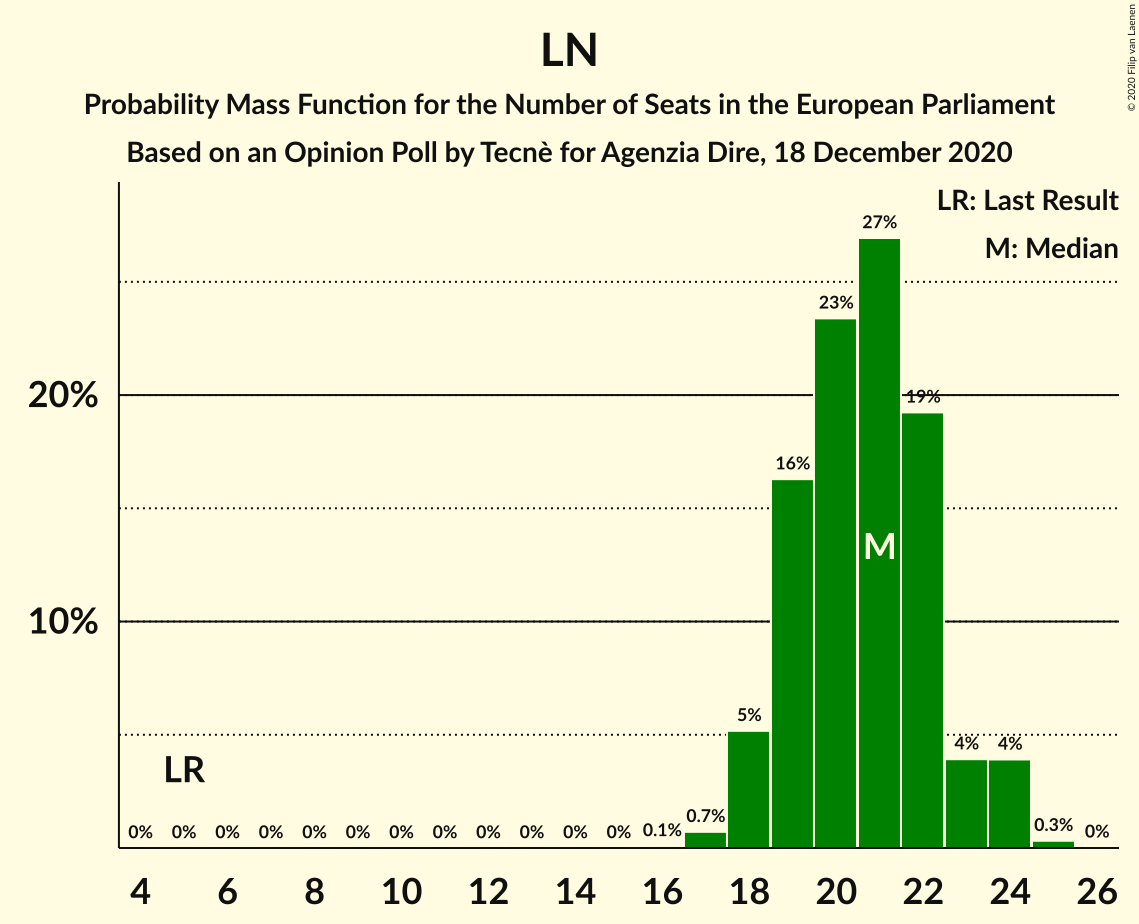 LN
Probability Mass Function for the Number of Seats in the European Parliament
Based on an Opinion Poll by Tecnè for Agenzia Dire, 18 December 2020
© 2020 Filip van Laenen
LR: Last Result
M: Median
27%
23%
20%
19%
16%
M
10%
5%
4% 4%
LR
0% 0% 0% 0% 0% 0% 0% 0% 0% 0% 0% 0% 0.1% 0.7% 0.3% 0%
4 6 8 10 12 14 16 18 20 22 24 26